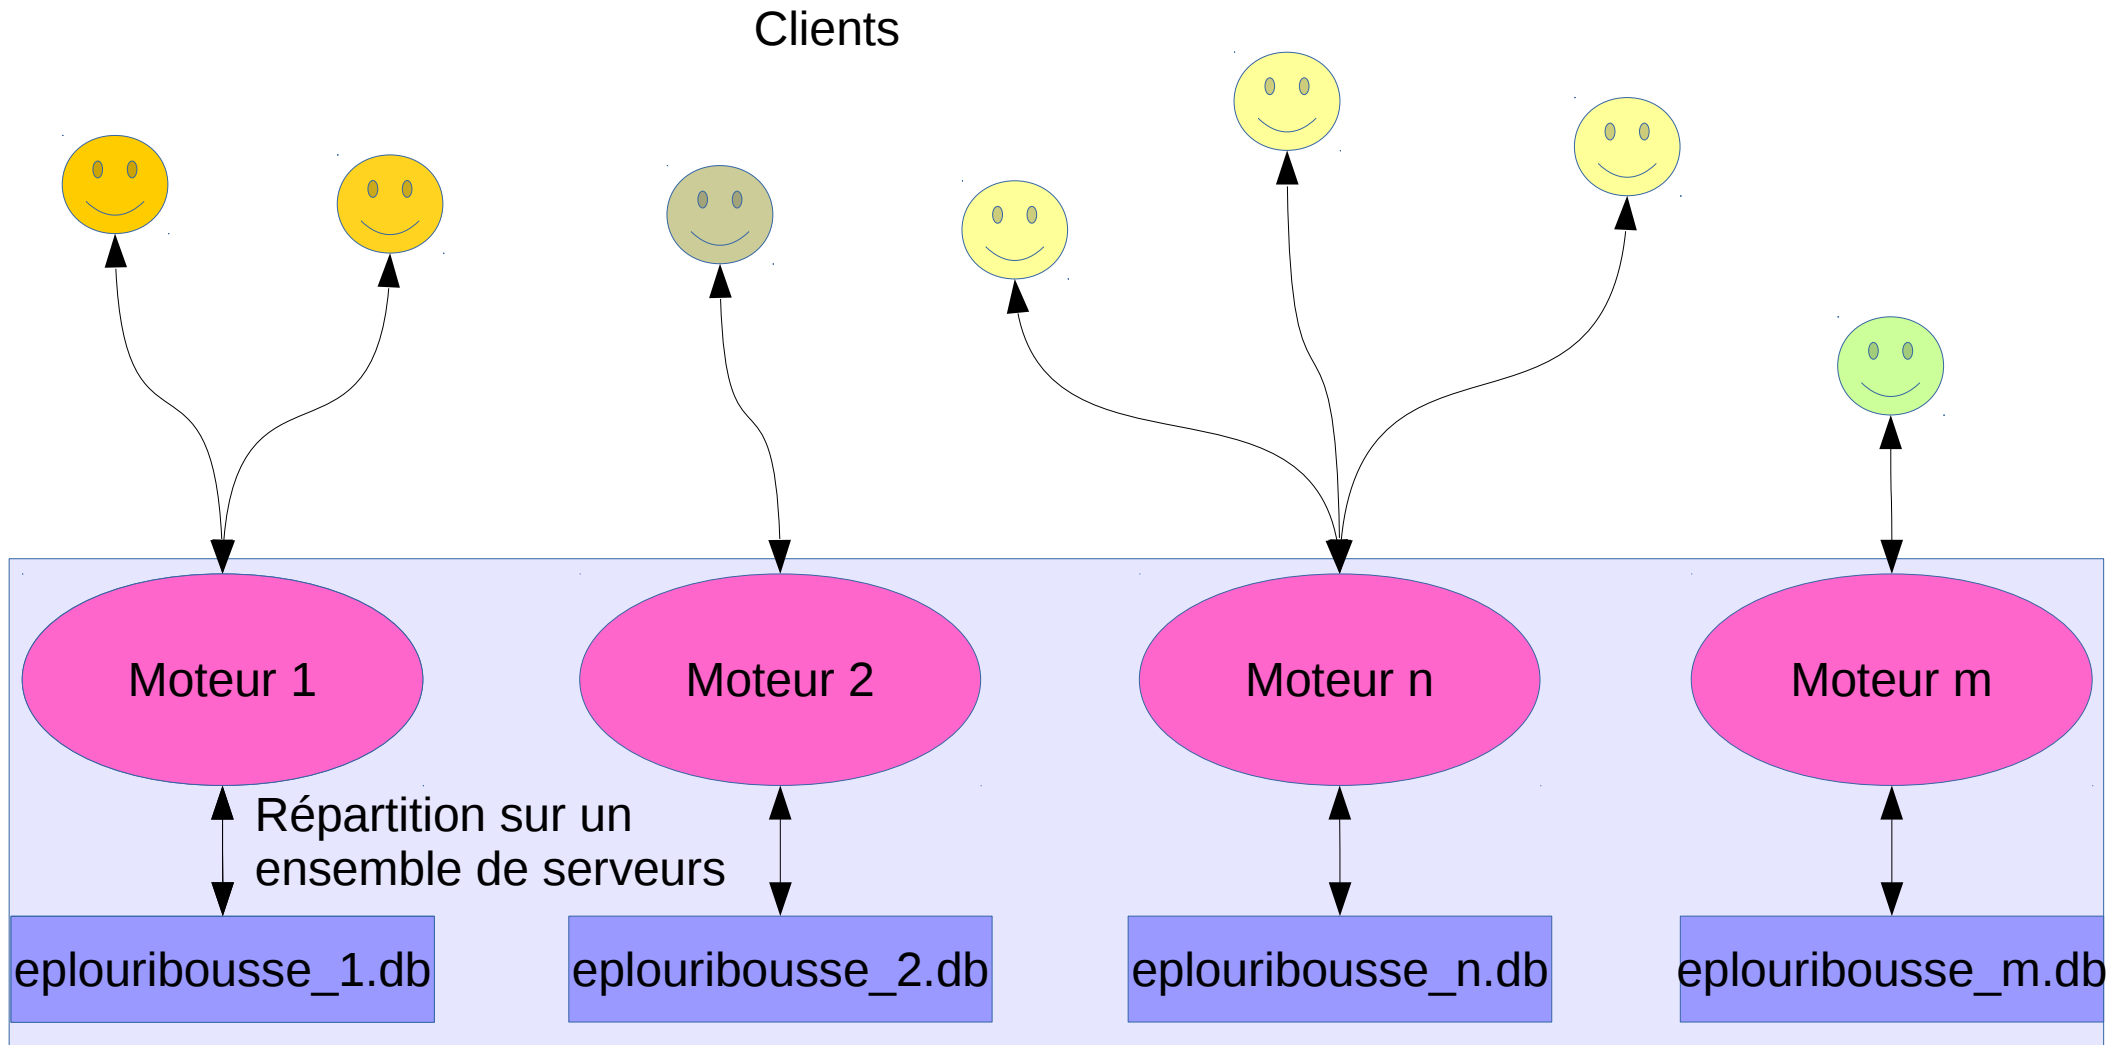 Clients
Moteur 1
Moteur 2
Moteur n
Moteur m
Répartition sur un
ensemble de serveurs
eplouribousse_1.db
eplouribousse_2.db
eplouribousse_n.db
eplouribousse_m.db